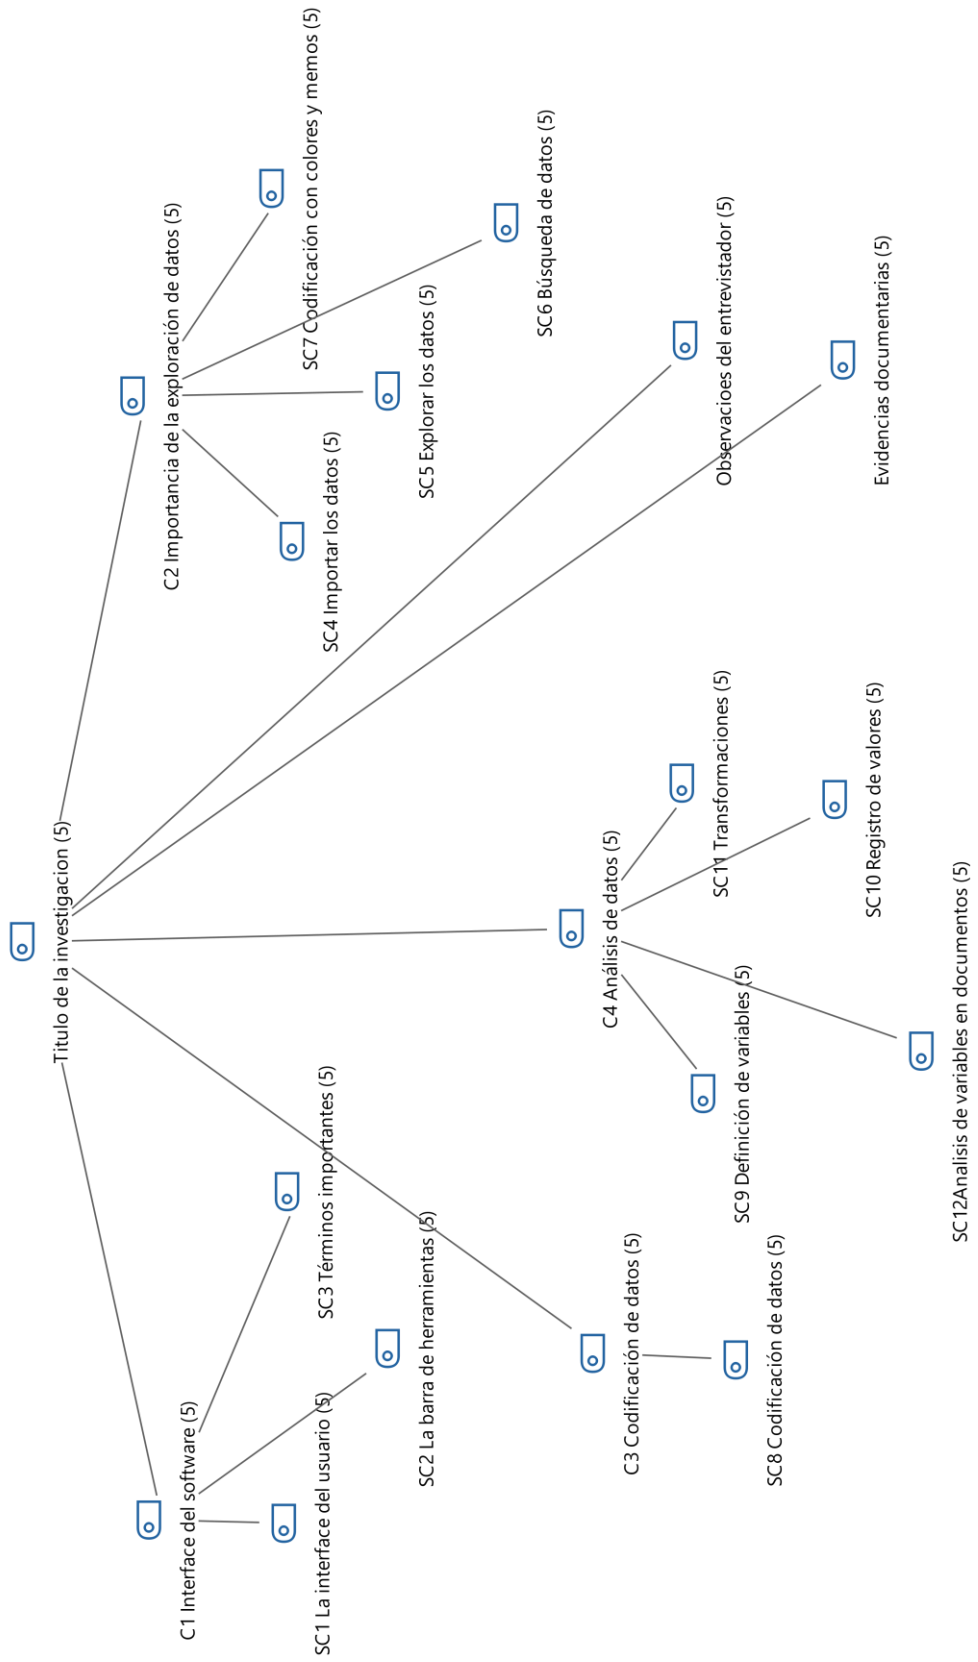 Titulo de la investigacion (5)
C1 Interface del software (5)
SC1 La interface del usuario (5)
SC2 La barra de herramientas (5)
SC3 Términos importantes (5)
C3 Codificación de datos (5)
SC8 Codificación de datos (5)
C4 Análisis de datos (5)
SC9 Definición de variables (5)
SC12Analisis de variables en documentos (5)
SC10 Registro de valores (5)
SC11 Transformaciones (5)
C2 Importancia de la exploración de datos (5)
SC4 Importar los datos (5)
SC5 Explorar los datos (5)
SC6 Búsqueda de datos (5)
SC7 Codificación con colores y memos (5)
Observacioes del entrevistador (5)
Evidencias documentarias (5)